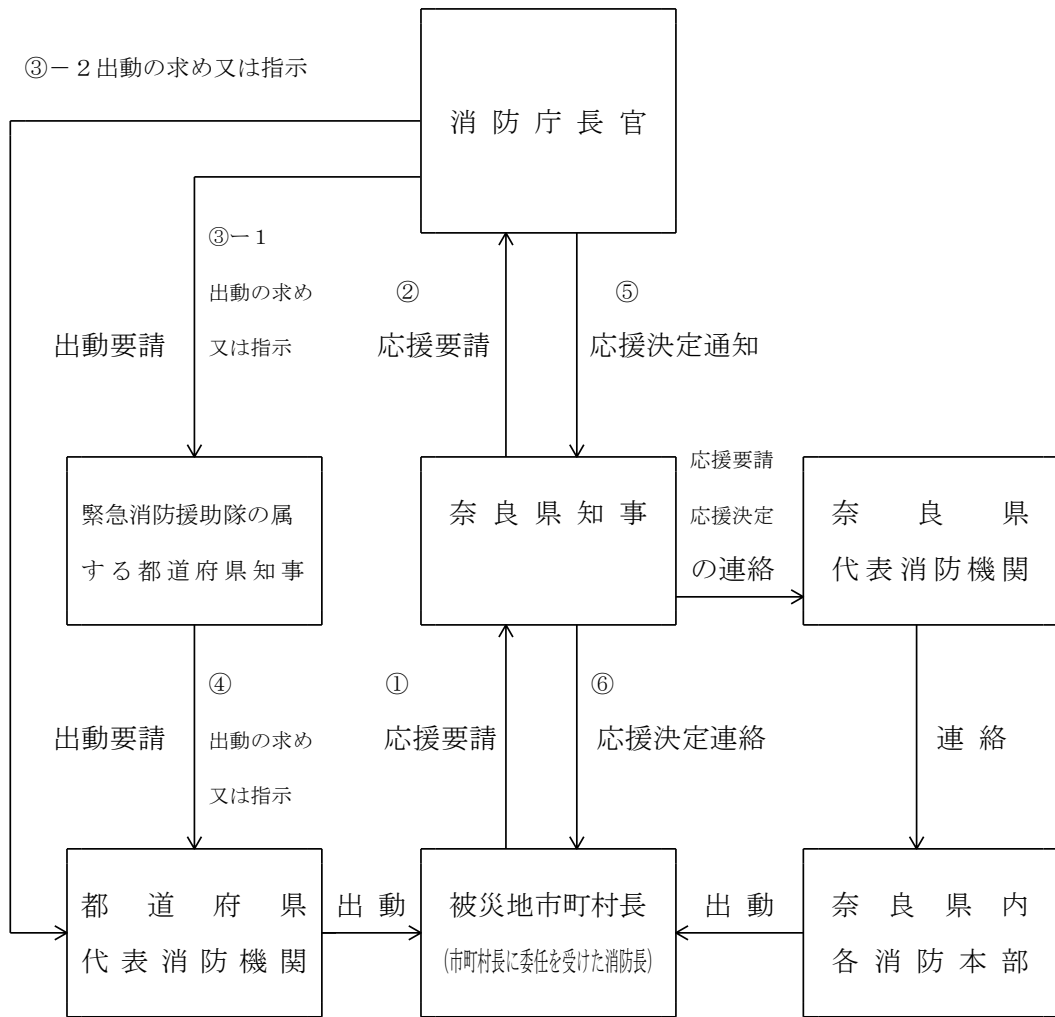 ③－２出動の求め又は指示
消防庁長官
③ー１
出動の求め
又は指示
出動要請
②
応援要請
⑤
応援決定通知
緊急消防援助隊の属
する都道府県知事
奈良県知事
応援要請
応援決定
の連絡
奈良県
代表消防機関
④
出動の求め
又は指示
出動要請
①
応援要請
⑥
応援決定連絡
連絡
都道府県
代表消防機関
出動
被災地市町村長
(市町村長に委任を受けた消防長)
出動
奈良県内
各消防本部